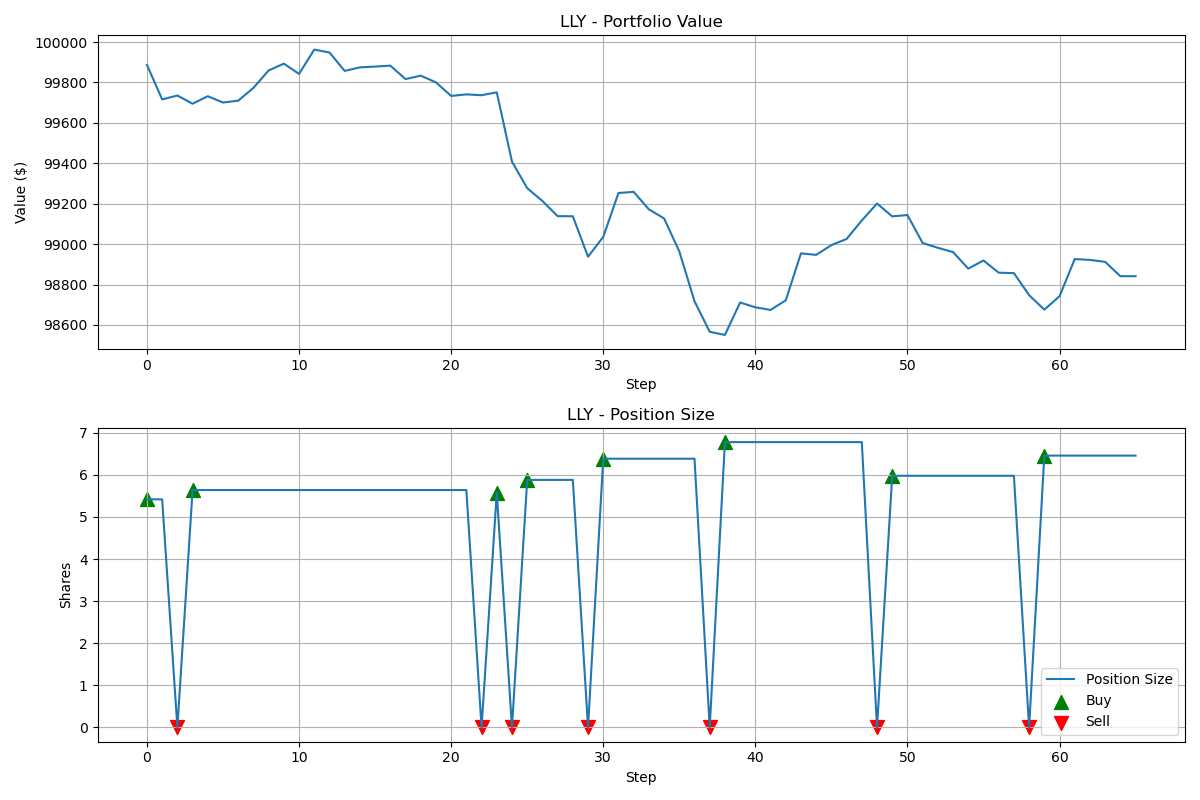 LLY - Portfolio Value
100000
99800
99600
99400
99200
99000
98800
98600
Value ($)
0 10 20 30 40 50 60
Step
LLY - Position Size
7
6
5
4
3
2
1
0
Shares
Position Size
Buy
Sell
0 10 20 30 40 50 60
Step